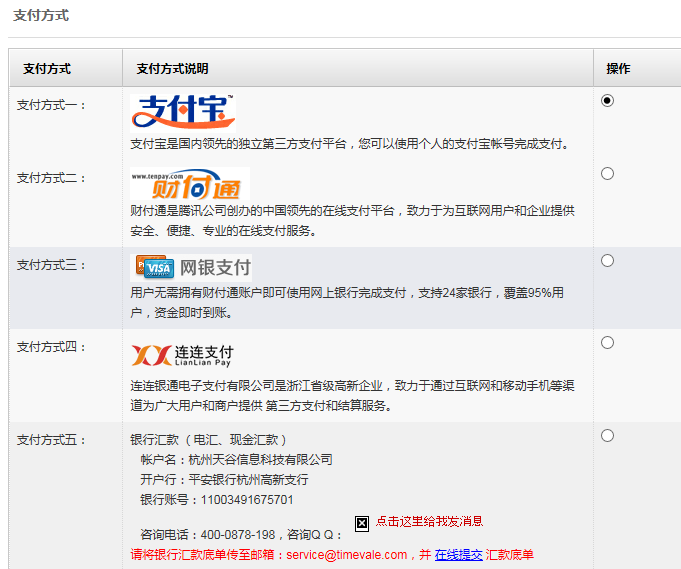 支付方式
支付方式 支付方式说明 操作
支付方式一：
支付宝™
支付宝是国内领先的独立第三方支付平台，您可以使用个人的支付宝帐号完成支付。
支付方式二：
www.tenpay.com
财付通
财付通是腾讯公司创办的中国领先的在线支付平台，致力于为互联网用户和企业提供
安全、便捷、专业的在线支付服务。
支付方式三：
VISA 网银支付
用户无需拥有财付通账户即可使用网上银行完成支付，支持24家银行，覆盖95%用
户，资金即时到账。
支付方式四：
连连支付
LianLian Pay
连连银通电子支付有限公司是浙江省级高新企业，致力于通过互联网和移动手机等渠
道为广大用户和商户提供 第三方支付和结算服务。
支付方式五：
银行汇款（电汇、现金汇款）
帐户名：杭州天谷信息科技有限公司
开户行：平安银行杭州高新支行
银行账号：11003491675701
咨询电话：400-0878-198，咨询Q Q： 点击这里给我发消息
请将银行汇款底单传至邮箱：service@timevale.com，并 在线提交 汇款底单